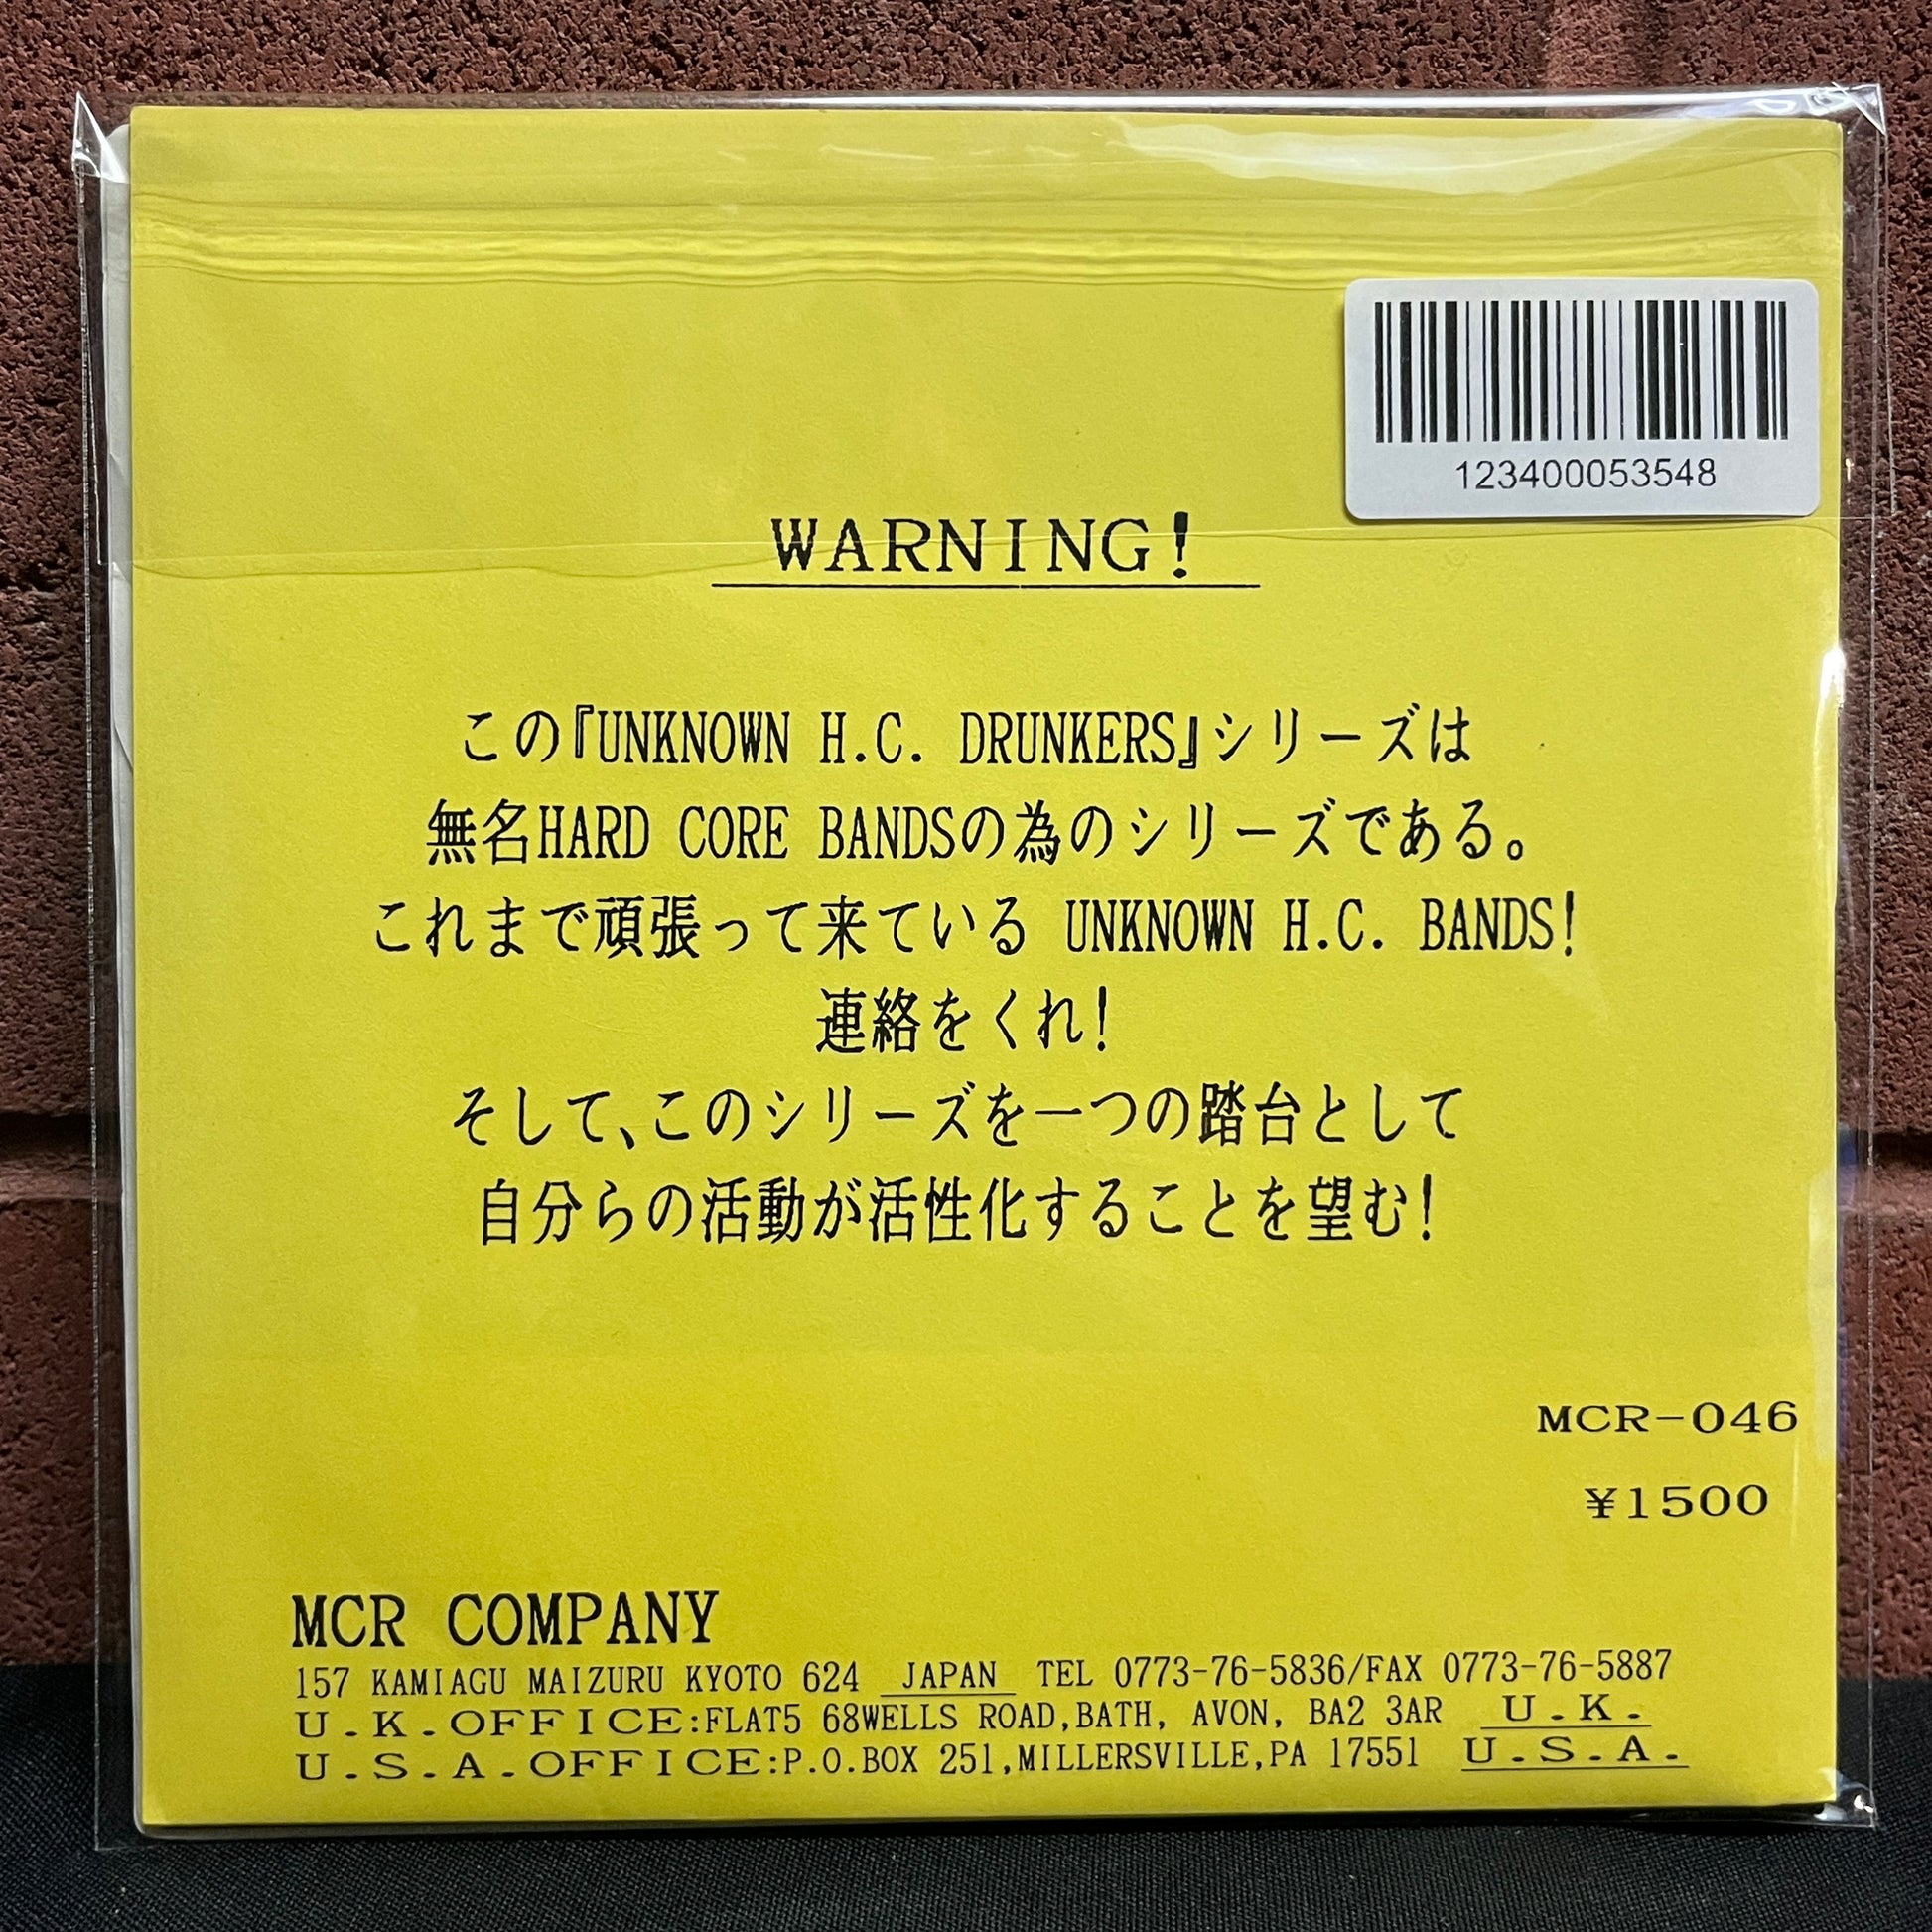 123400053548
WARNING!
この『UNKNOWN H.C. DRUNKERS』シリーズは
無名HARD CORE BANDSの為のシリーズである。
これまで頑張って来ている UNKNOWN H.C. BANDS!
連絡をくれ!
そして、このシリーズを一つの踏台として
自分らの活動が活性化することを望む!
MCR-046
¥1500
MCR COMPANY
157 KAMIAGU MAIZURU KYOTO 624 JAPAN TEL 0773-76-5836/FAX 0773-76-5887
U.K.OFFICE:FLAT5 68WELLS ROAD,BATH, AVON, BA2 3AR U.K.
U.S.A.OFFICE:P.O.BOX 251,MILLERSVILLE,PA 17551 U.S.A.